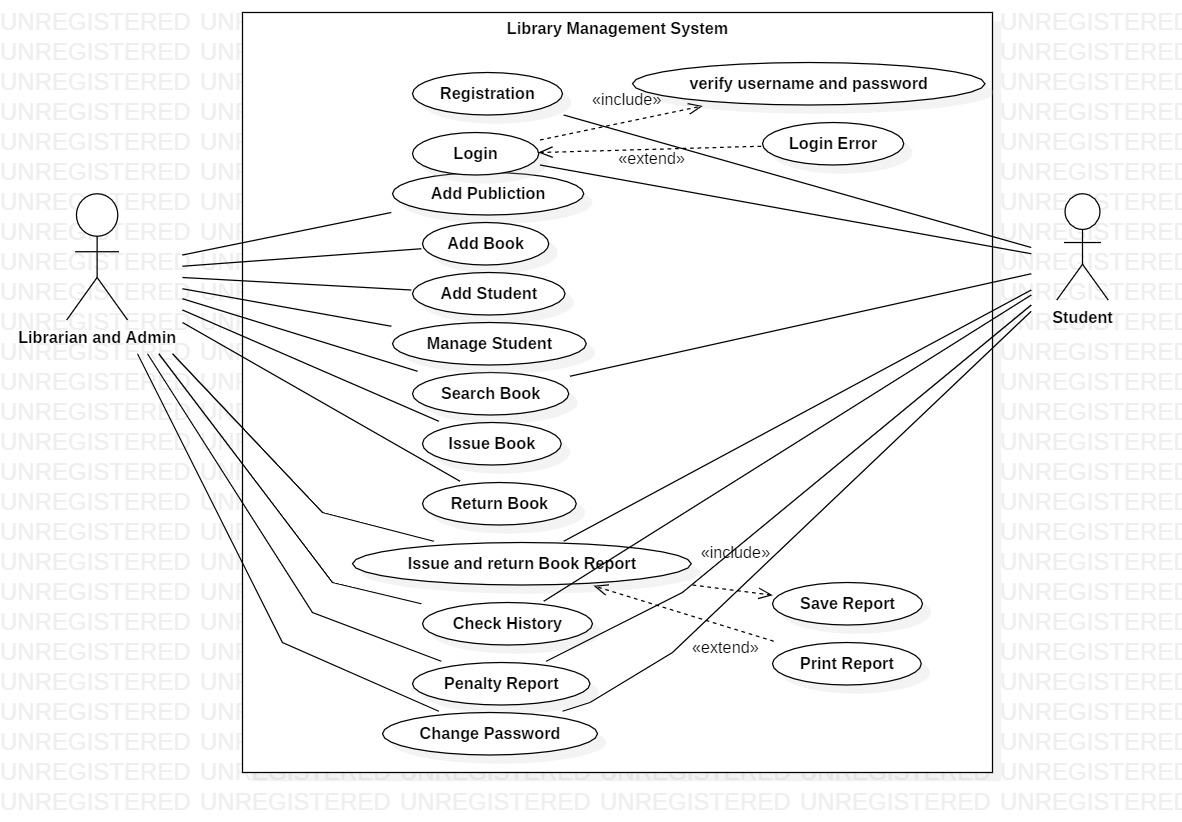 Library Management System
Registration
verify username and password
«include»
Login
Login Error
«extend»
Add Publiction
Add Book
Add Student
Manage Student
Librarian and Admin
Student
Search Book
Issue Book
Return Book
Issue and return Book Report
«include»
Save Report
Check History
«extend»
Print Report
Penalty Report
Change Password
UNREGISTERED UNREGISTERED UNREGISTERED UNREGISTERED UNREGISTERED UNREGISTERED